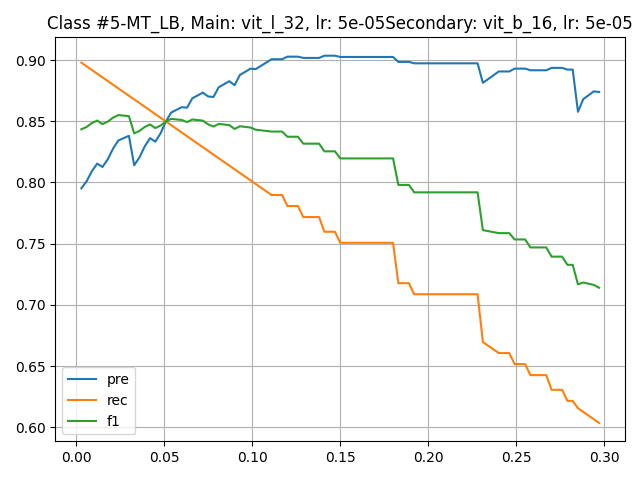 Class #5-MT_LB, Main: vit_l_32, lr: 5e-05Secondary: vit_b_16, lr: 5e-05
0.90
0.85
0.80
0.75
0.70
0.65
0.60
pre
rec
f1
0.00 0.05 0.10 0.15 0.20 0.25 0.30